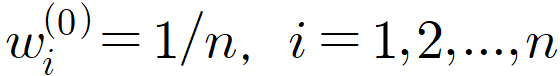 $w_i^{(0)} = 1/n, \; i = 1,2,...,n$